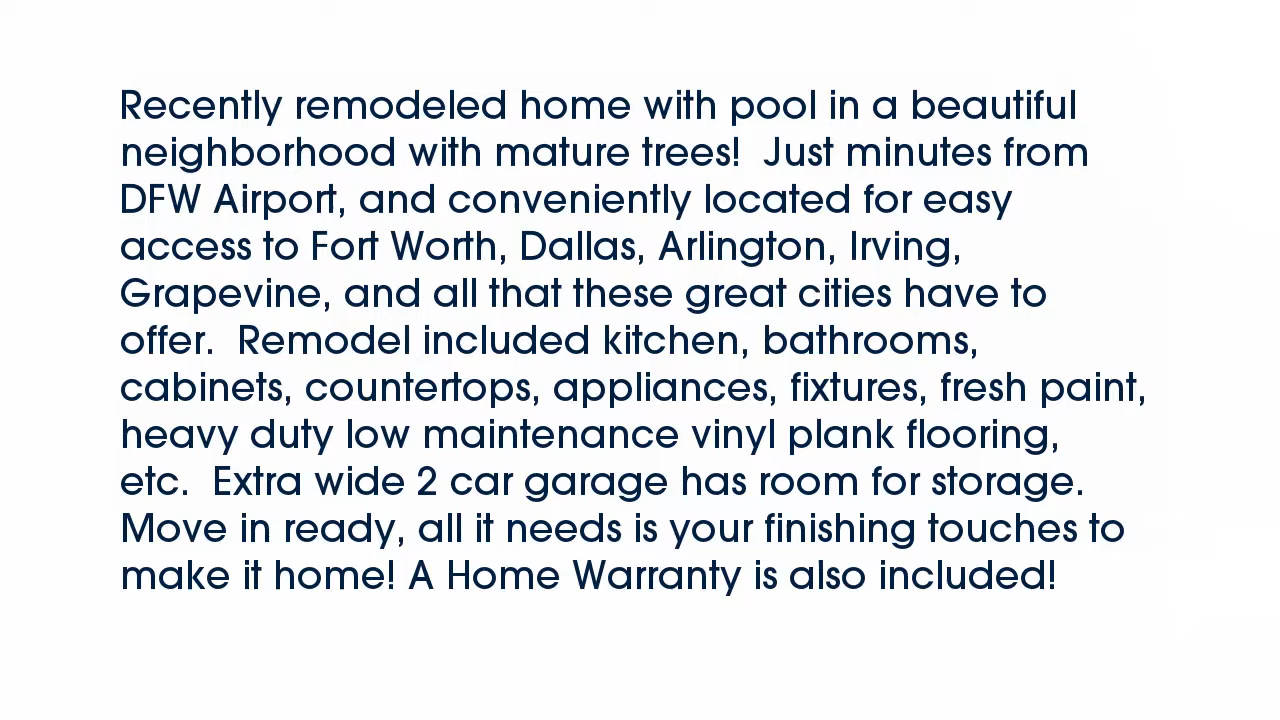 Recently remodeled home with pool in a beautiful
neighborhood with mature trees!  Just minutes from
DFW Airport, and conveniently located for easy
access to Fort Worth, Dallas, Arlington, Irving,
Grapevine, and all that these great cities have to
offer.  Remodel included kitchen, bathrooms,
cabinets, countertops, appliances, fixtures, fresh paint,
heavy duty low maintenance vinyl plank flooring,
etc.  Extra wide 2 car garage has room for storage.
Move in ready, all it needs is your finishing touches to
make it home! A Home Warranty is also included!